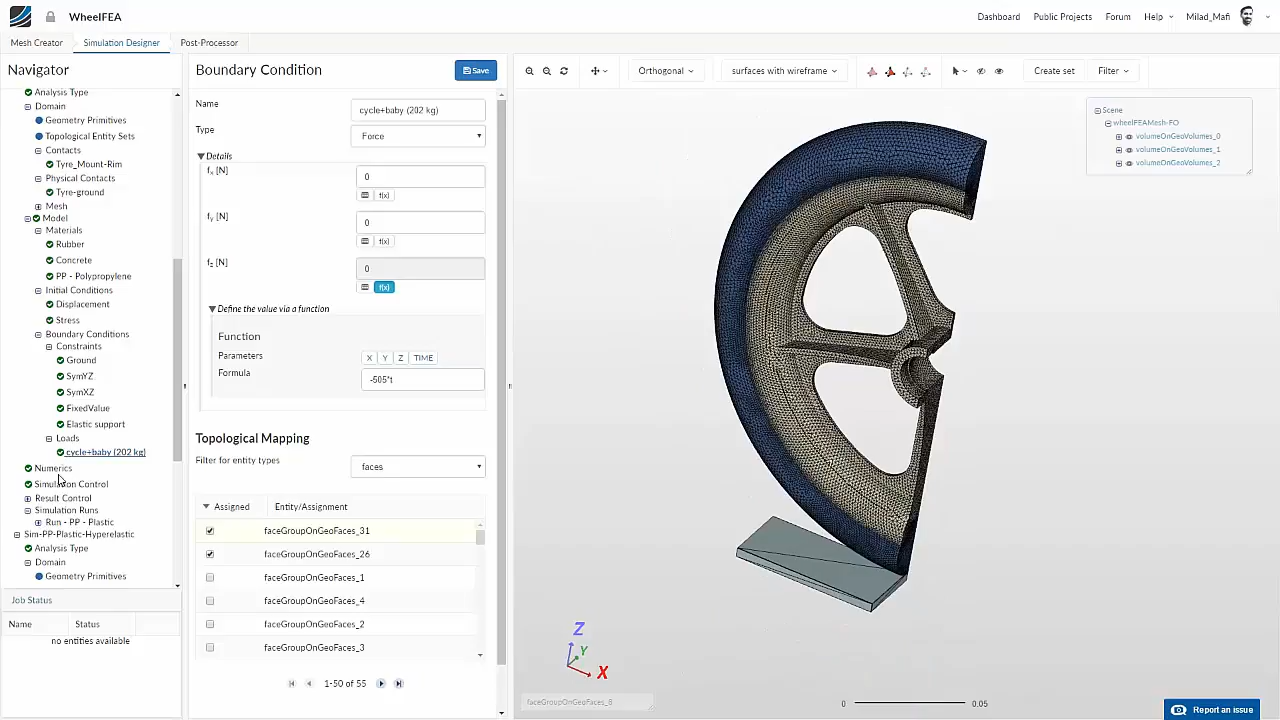 WheelFEA
Dashboard
Public Projects
Forum
Help
Milad_Mafi
Mesh Creator
Simulation Designer
Post-Processor
Navigator
Analysis Type
Domain
Geometry Primitives
Topological Entity Sets
Contacts
Tyre_Mount-Rim
Physical Contacts
Tyre-ground
Mesh
Model
Materials
Rubber
Concrete
PP - Polypropylene
Initial Conditions
Displacement
Stress
Boundary Conditions
Constraints
Ground
SymYZ
SymXZ
FixedValue
Elastic support
Loads
cycle+baby (202 kg)
Numerics
Simulation Control
Result Control
Simulation Runs
Run - PP - Plastic
Sim-PP-Plastic-Hyperelastic
Analysis Type
Domain
Geometry Primitives
Job Status
Name Status
no entities available
Boundary Condition
Save
Name cycle+baby (202 kg)
Type Force
Details
fx [N] 0
f(x)
fy [N] 0
f(x)
fz [N] 0
f(x)
Define the value via a function
Function
Parameters X Y Z TIME
Formula -505*t
Topological Mapping
Filter for entity types faces
Assigned Entity/Assignment
faceGroupOnGeoFaces_31
faceGroupOnGeoFaces_26
faceGroupOnGeoFaces_1
faceGroupOnGeoFaces_4
faceGroupOnGeoFaces_2
faceGroupOnGeoFaces_3
1-50 of 55
Orthogonal
surfaces with wireframe
Create set
Filter
Scene
wheelFEAMesh-FO
volumeOnGeoVolumes_0
volumeOnGeoVolumes_1
volumeOnGeoVolumes_2
Z
Y
X
faceGroupOnGeoFaces_8
0 0.05
Report an issue